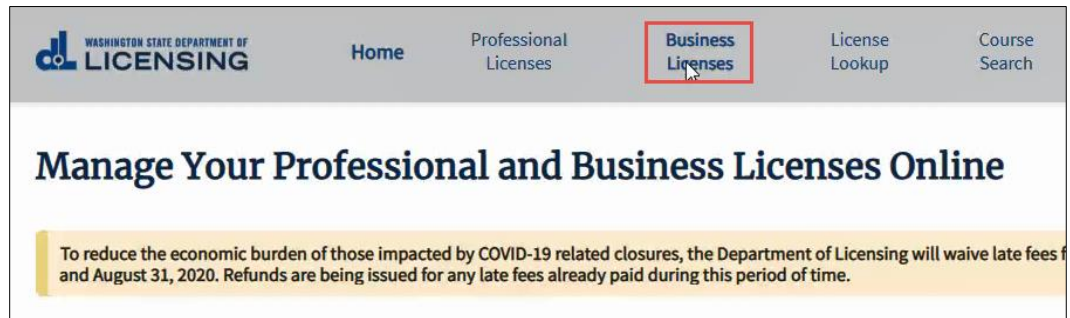 WASHINGTON STATE DEPARTMENT OF
LICENSING
Home
Professional
Licenses
Business
Licenses
License
Lookup
Course
Search
Manage Your Professional and Business Licenses Online
To reduce the economic burden of those impacted by COVID-19 related closures, the Department of Licensing will waive late fees
and August 31, 2020. Refunds are being issued for any late fees already paid during this period of time.